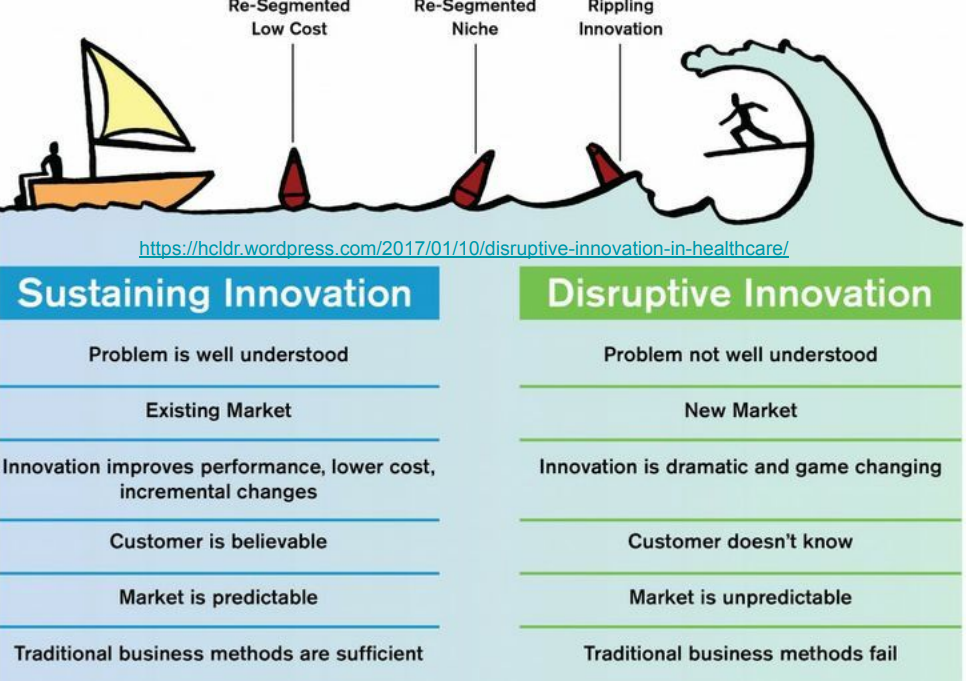 Re-Segmented
Low Cost
Re-Segmented
Niche
Rippling
Innovation
https://hcldr.wordpress.com/2017/01/10/disruptive-innovation-in-healthcare/
Sustaining Innovation
Problem is well understood
Existing Market
Innovation improves performance, lower cost,
incremental changes
Customer is believable
Market is predictable
Traditional business methods are sufficient
Disruptive Innovation
Problem not well understood
New Market
Innovation is dramatic and game changing
Customer doesn't know
Market is unpredictable
Traditional business methods fail